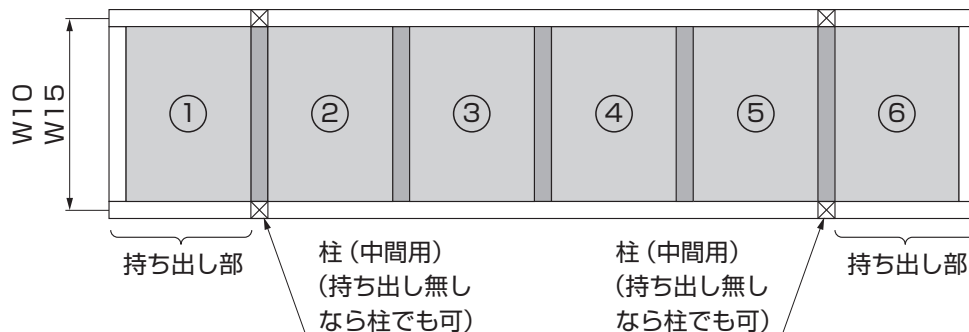 W10
W15
①
②
③
④
⑤
⑥
持ち出し部
柱（中間用）
（持ち出し無し
なら柱でも可）
柱（中間用）
（持ち出し無し
なら柱でも可）
持ち出し部